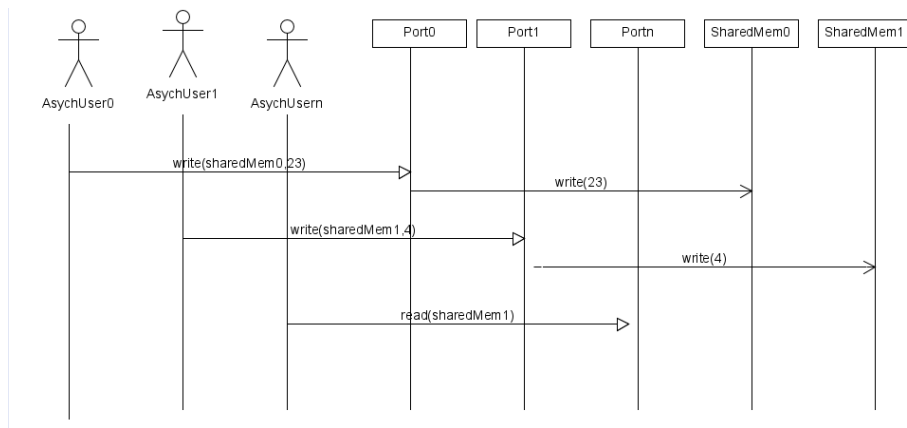 Port0
Port1
Portn
SharedMem0
SharedMem1
AsychUser0
AsychUser1
AsychUsern
write(sharedMem0,23)
write(23)
write(sharedMem1,4)
write(4)
read(sharedMem1)